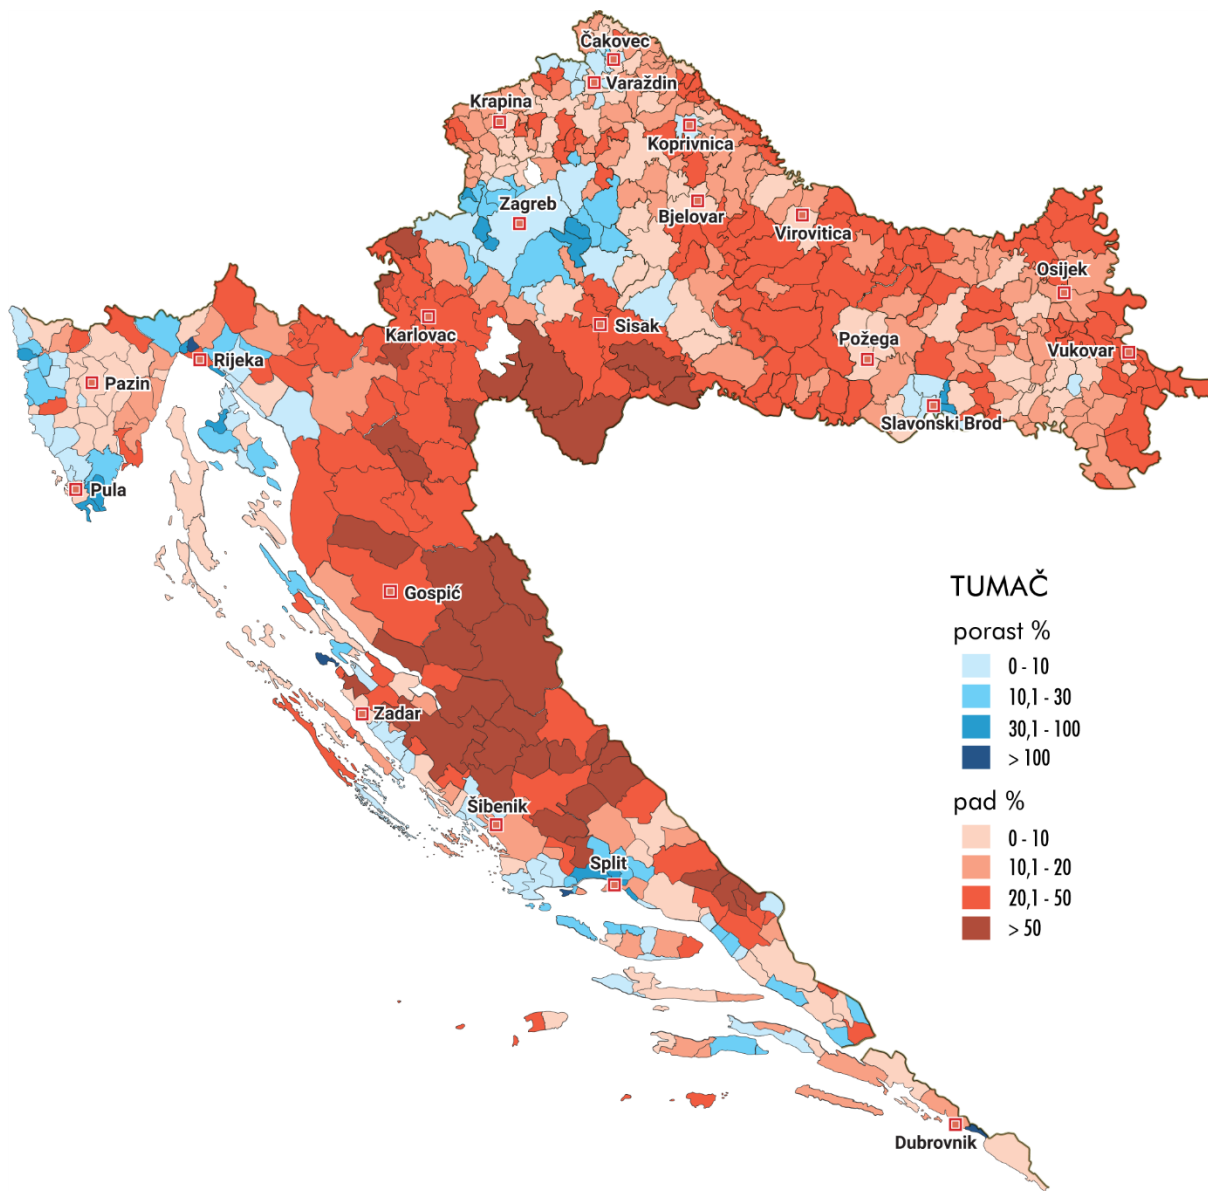 Čakovec
Varaždin
Krapina
Koprivnica
Zagreb
Bjelovar
Virovitica
Osijek
Karlovac
Sisak
Požega
Vukovar
Rijeka
Pazin
Slavonski Brod
Pula
Gospić
Zadar
Šibenik
Split
Dubrovnik
TUMAČ
porast %
0 - 10
10,1 - 30
30,1 - 100
> 100
pad %
0 - 10
10,1 - 20
20,1 - 50
> 50